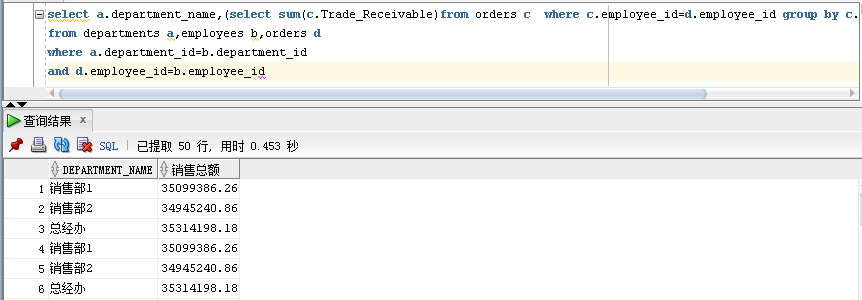 select a.department_name,(select sum(c.Trade_Receivable)from orders c  where c.employee_id=d.employee_id group by c.
from departments a,employees b,orders d
where a.department_id=b.department_id
and d.employee_id=b.employee_id
查询结果 x
SQL | 已提取 50 行, 用时 0.453 秒
DEPARTMENT_NAME 销售总额
1 销售部1 35099386.26
2 销售部2 34945240.86
3 总经办 35314198.18
4 销售部1 35099386.26
5 销售部2 34945240.86
6 总经办 35314198.18